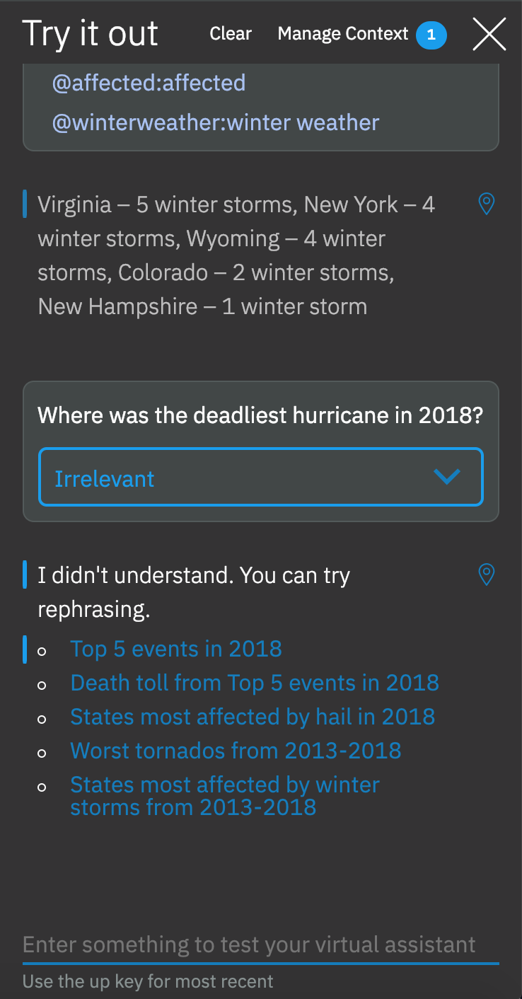 Try it out Clear Manage Context 1
@affected:affected
@winterweather:winter weather
Virginia – 5 winter storms, New York – 4
winter storms, Wyoming – 4 winter
storms, Colorado – 2 winter storms,
New Hampshire – 1 winter storm
Where was the deadliest hurricane in 2018?
Irrelevant
I didn't understand. You can try
rephrasing.
Top 5 events in 2018
Death toll from Top 5 events in 2018
States most affected by hail in 2018
Worst tornados from 2013-2018
States most affected by winter
storms from 2013-2018
Enter something to test your virtual assistant
Use the up key for most recent